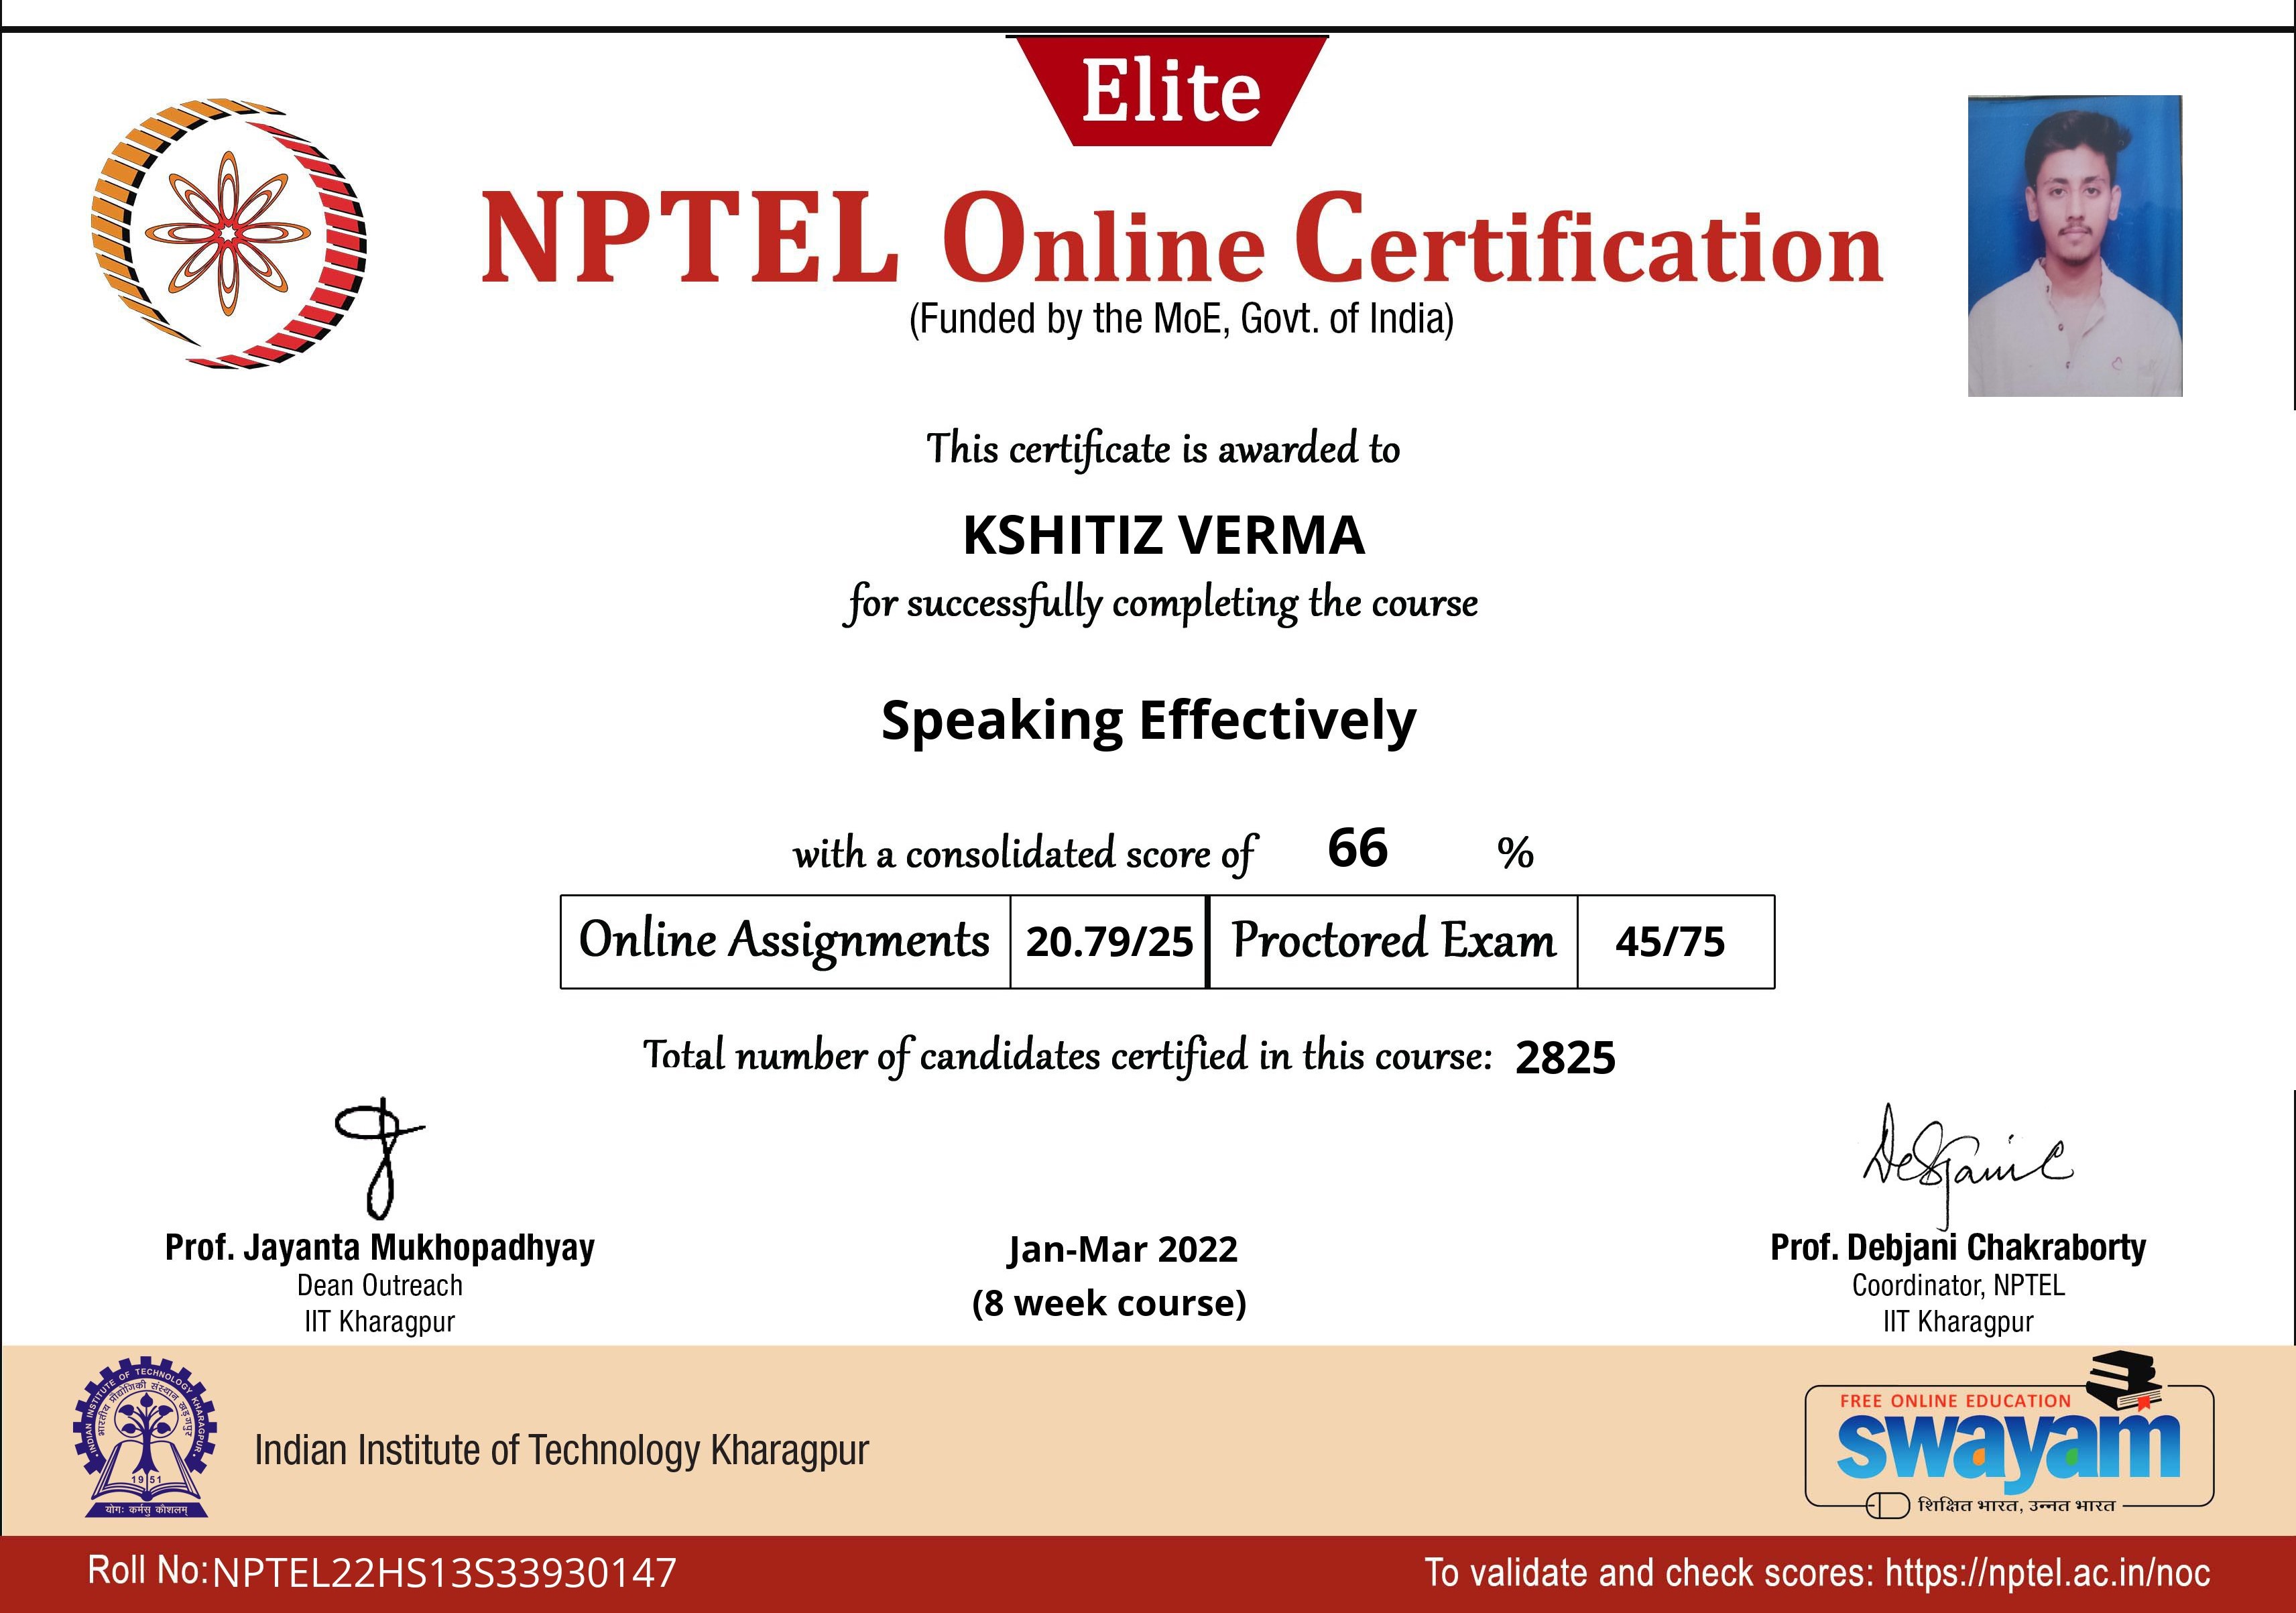 Elite
NPTEL Online Certification
(Funded by the MoE, Govt. of India)
This certificate is awarded to
KSHITIZ VERMA
for successfully completing the course
Speaking Effectively
with a consolidated score of 66 %
Online Assignments 20.79/25 Proctored Exam 45/75
Total number of candidates certified in this course: 2825
Debjani C
Prof. Jayanta Mukhopadhyay
Dean Outreach
IIT Kharagpur
Jan-Mar 2022
(8 week course)
Prof. Debjani Chakraborty
Coordinator, NPTEL
IIT Kharagpur
INDIAN INSTITUTE OF TECHNOLOGY KHARAGPUR
भारतीय प्रौद्योगिकी संस्थान खड़गपुर
1951
योगः कर्मसु कौशलम्
Indian Institute of Technology Kharagpur
FREE ONLINE EDUCATION
swayam
शिक्षित भारत, उन्नत भारत
Roll No: NPTEL22HS13S33930147
To validate and check scores: https://nptel.ac.in/noc